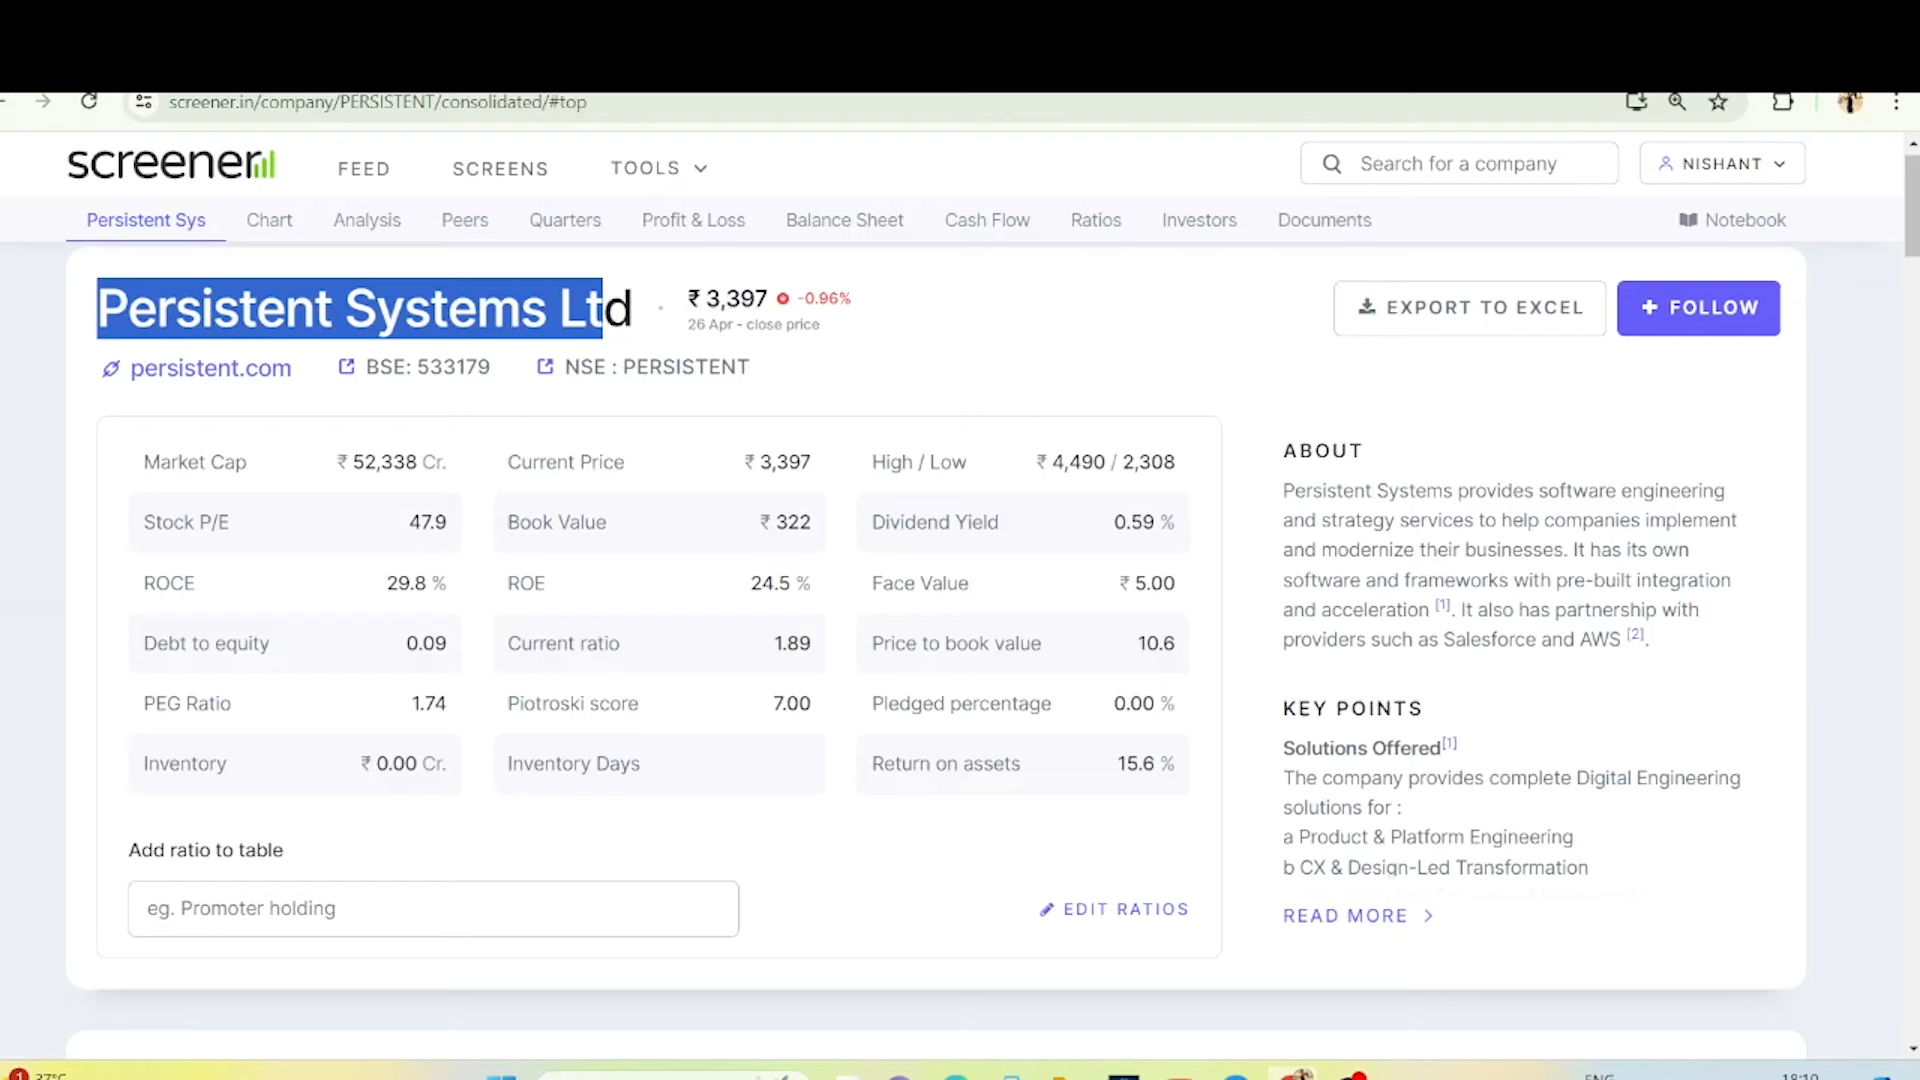 screener.in/company/PERSISTENT/consolidated/#top
screener
FEED SCREENS TOOLS
Search for a company
NISHANT
Persistent Sys Chart Analysis Peers Quarters Profit & Loss Balance Sheet Cash Flow Ratios Investors Documents Notebook
Persistent Systems Ltd
₹ 3,397 -0.96%
26 Apr - close price
EXPORT TO EXCEL
+ FOLLOW
persistent.com BSE: 533179 NSE : PERSISTENT
Market Cap ₹ 52,338 Cr. Current Price ₹ 3,397 High / Low ₹ 4,490 / 2,308
Stock P/E 47.9 Book Value ₹ 322 Dividend Yield 0.59 %
ROCE 29.8 % ROE 24.5 % Face Value ₹ 5.00
Debt to equity 0.09 Current ratio 1.89 Price to book value 10.6
PEG Ratio 1.74 Piotroski score 7.00 Pledged percentage 0.00 %
Inventory ₹ 0.00 Cr. Inventory Days Return on assets 15.6 %
Add ratio to table
eg. Promoter holding
EDIT RATIOS
ABOUT
Persistent Systems provides software engineering
and strategy services to help companies implement
and modernize their businesses. It has its own
software and frameworks with pre-built integration
and acceleration [1]. It also has partnership with
providers such as Salesforce and AWS [2].
KEY POINTS
Solutions Offered[1]
The company provides complete Digital Engineering
solutions for :
a Product & Platform Engineering
b CX & Design-Led Transformation
READ MORE
1
37°C
ENG
18:10